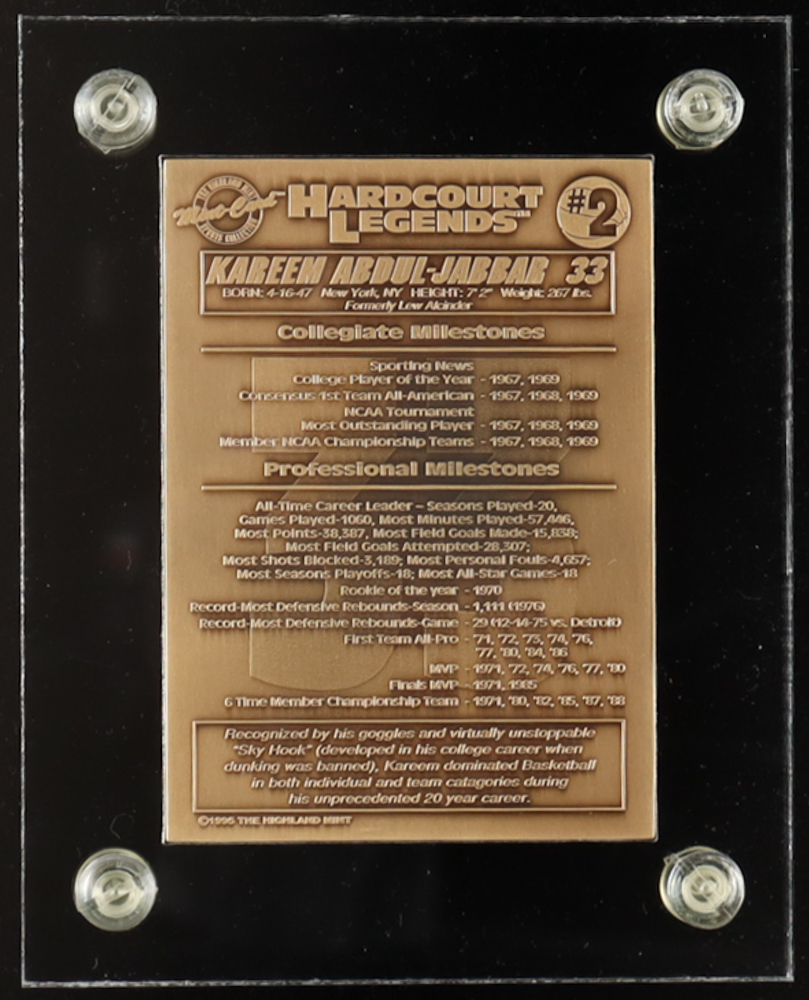 THE HIGHLAND MINT
Mint-Cards™
SPORTS COLLECTION
HARDCOURT
LEGENDS™
#2
KAREEM ABDUL-JABBAR 33
BORN: 4-16-47 New York, NY HEIGHT: 7'2" Weight: 267 lbs.
Formerly Lew Alcinder
Collegiate Milestones
Sporting News
College Player of the Year - 1967, 1969
Consensus 1st Team All-American - 1967, 1968, 1969
NCAA Tournament
Most Outstanding Player - 1967, 1968, 1969
Member NCAA Championship Teams - 1967, 1968, 1969
Professional Milestones
All-Time Career Leader – Seasons Played-20,
Games Played-1060, Most Minutes Played-57,446,
Most Points-38,387, Most Field Goals Made-15,838;
Most Field Goals Attempted-28,307;
Most Shots Blocked-3,189; Most Personal Fouls-4,657;
Most Seasons Playoffs-18; Most All-Star Games-18
Rookie of the year - 1970
Record-Most Defensive Rebounds-Season - 1,111 (1976)
Record-Most Defensive Rebounds-Game - 29 (12-14-75 vs. Detroit)
First Team All-Pro - '71, '72, '73, '74, '76,
'77, '80, '84, '86
MVP - 1971, '72, '74, '76, '77, '80
Finals MVP - 1971, 1985
6 Time Member Championship Team - 1971, '80, '82, '85, '87, '88
Recognized by his goggles and virtually unstoppable
"Sky Hook" (developed in his college career when
dunking was banned), Kareem dominated Basketball
in both individual and team catagories during
his unprecedented 20 year career.
©1995 THE HIGHLAND MINT